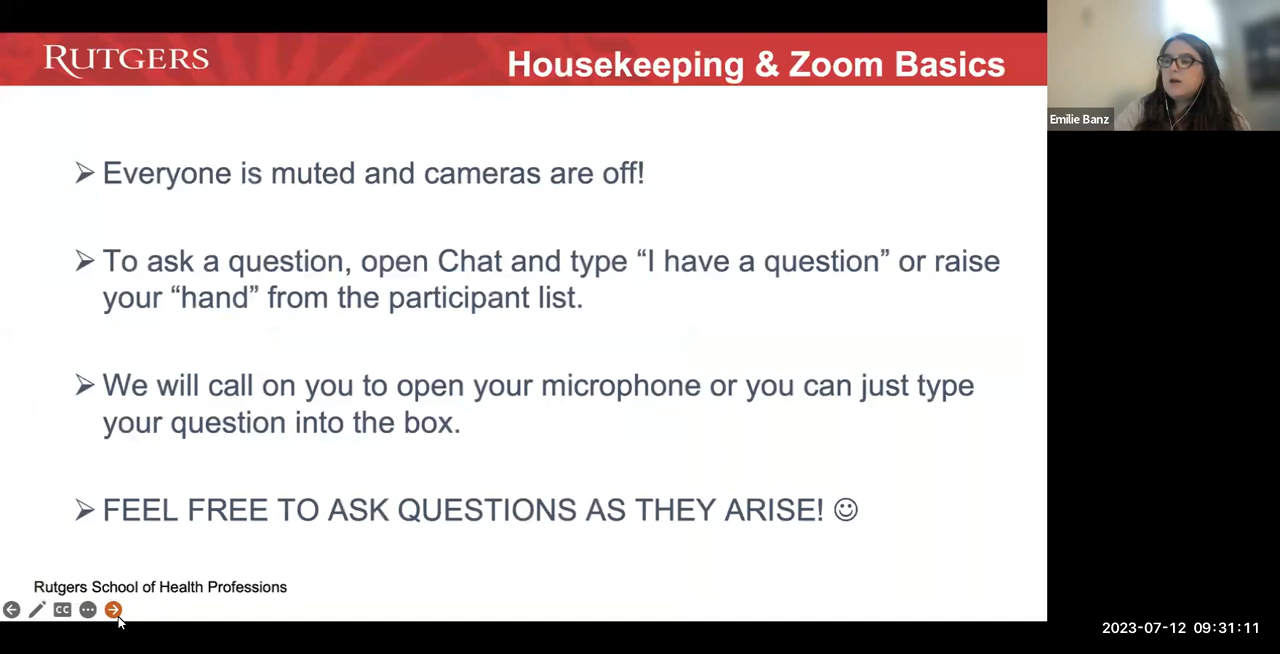 RUTGERS
Housekeeping & Zoom Basics
Emilie Banz
➢ Everyone is muted and cameras are off!
➢ To ask a question, open Chat and type “I have a question” or raise
your “hand” from the participant list.
➢ We will call on you to open your microphone or you can just type
your question into the box.
➢ FEEL FREE TO ASK QUESTIONS AS THEY ARISE! ☺
Rutgers School of Health Professions
CC
2023-07-12 09:31:11